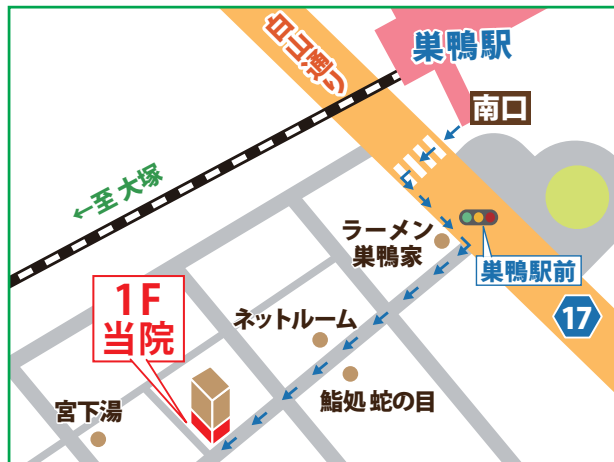 巣鴨駅
白山通り
南口
←至 大塚
ラーメン
巣鴨家
巣鴨駅前
17
1F
当院
ネットルーム
鮨処 蛇の目
宮下湯